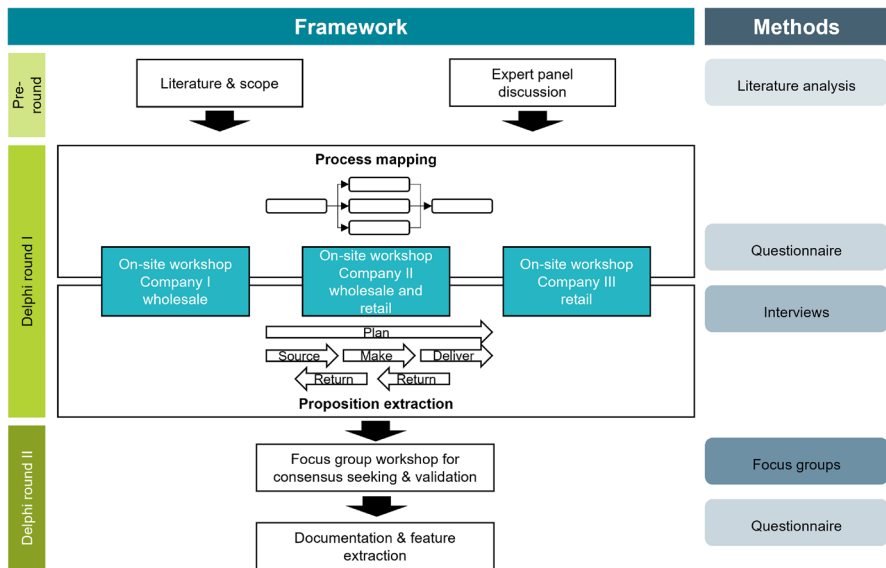 Framework
Methods
Pre-
round
Literature & scope
Expert panel
discussion
Literature analysis
Delphi round I
Process mapping
On-site workshop
Company I
wholesale
On-site workshop
Company II
wholesale and
retail
On-site workshop
Company III
retail
Questionnaire
Interviews
Plan
Source
Make
Deliver
Return
Return
Proposition extraction
Delphi round II
Focus group workshop for
consensus seeking & validation
Focus groups
Documentation & feature
extraction
Questionnaire